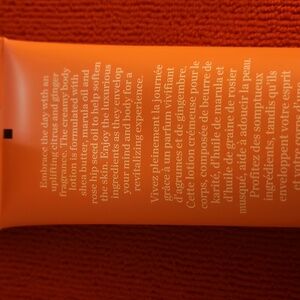 Embrace the day with an
uplifting citrus and ginger
fragrance. The creamy body
lotion is formulated with
shea butter, marula oil and
rose hip seed oil to help soften
the skin. Enjoy the luxurious
ingredients as they envelop
your mind and body for a
revitalizing experience.
Vivez pleinement la journée
grâce à un parfum vivifiant
d'agrumes et de gingembre.
Cette lotion crémeuse pour le
corps, composée de beurre de
karité, d'huile de marula et
d'huile de graine de rosier
musqué, aide à adoucir la peau.
Profitez des somptueux
ingrédients, tandis qu'ils
enveloppent votre esprit